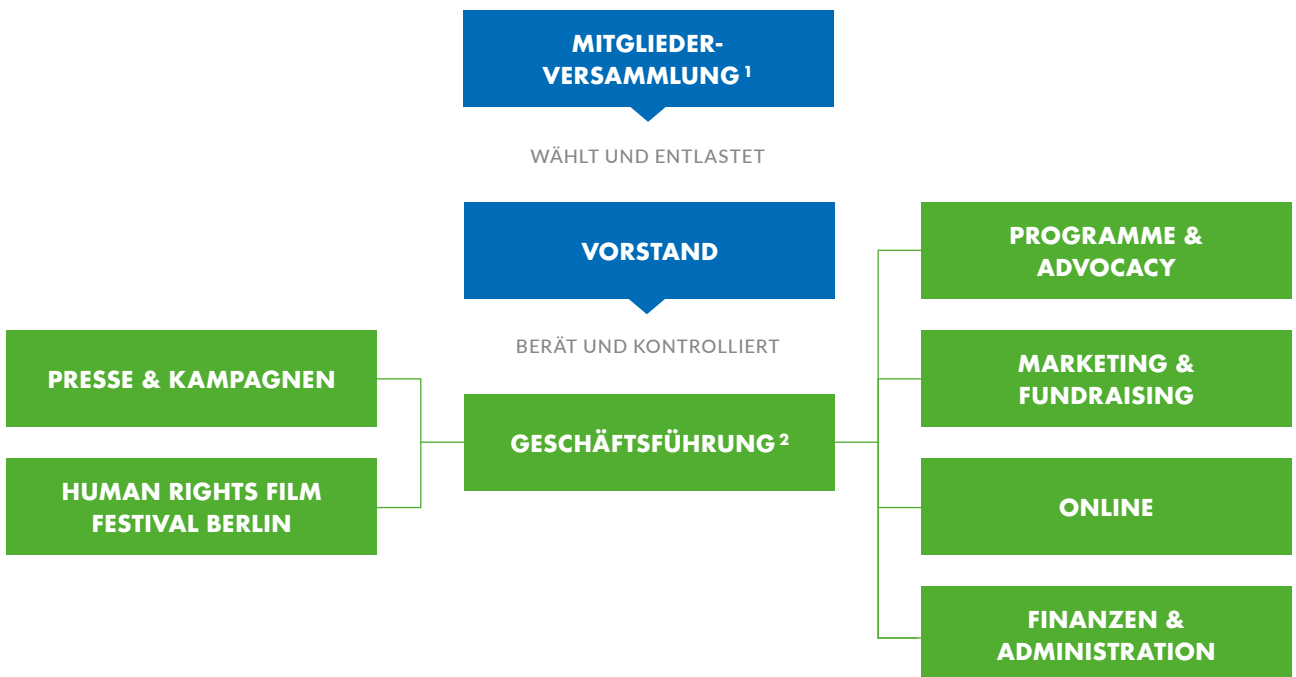 MITGLIEDER-
VERSAMMLUNG ¹
WÄHLT UND ENTLASTET
VORSTAND
BERÄT UND KONTROLLIERT
GESCHÄFTSFÜHRUNG ²
PRESSE & KAMPAGNEN
HUMAN RIGHTS FILM
FESTIVAL BERLIN
PROGRAMME &
ADVOCACY
MARKETING &
FUNDRAISING
ONLINE
FINANZEN &
ADMINISTRATION